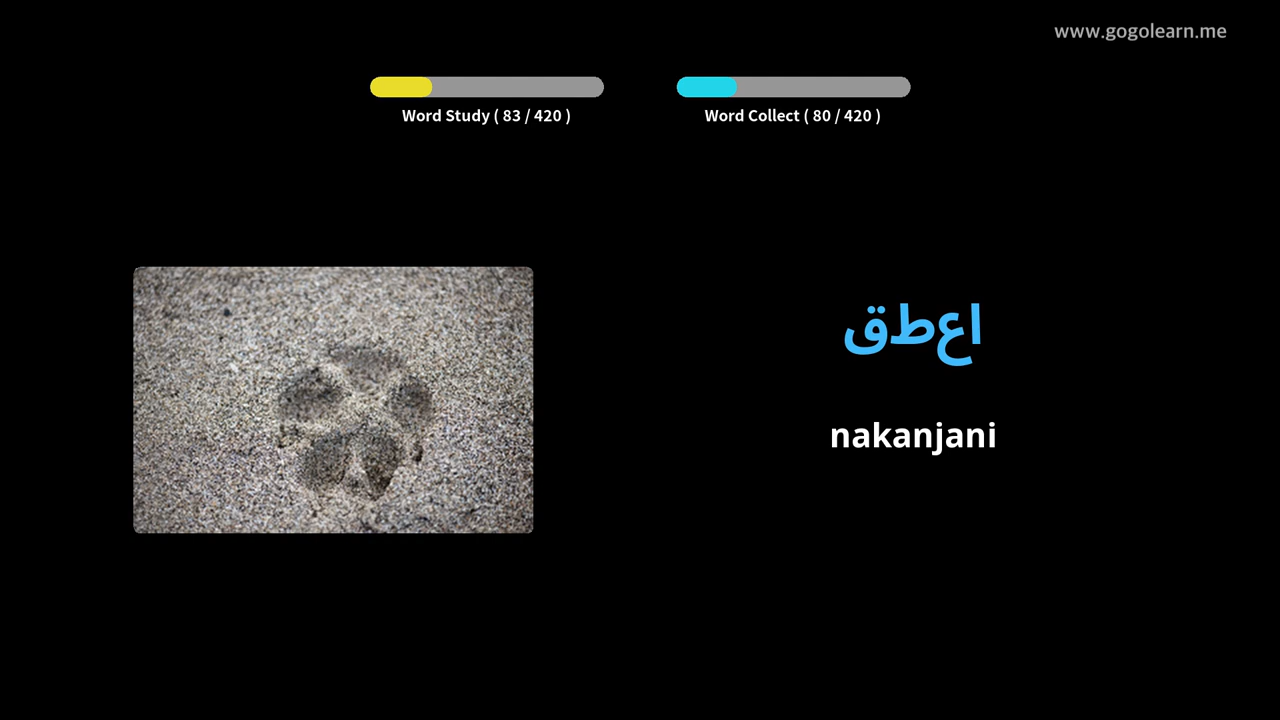 www.gogolearn.me
Word Study ( 83 / 420 )
Word Collect ( 80 / 420 )
اعطق
nakanjani